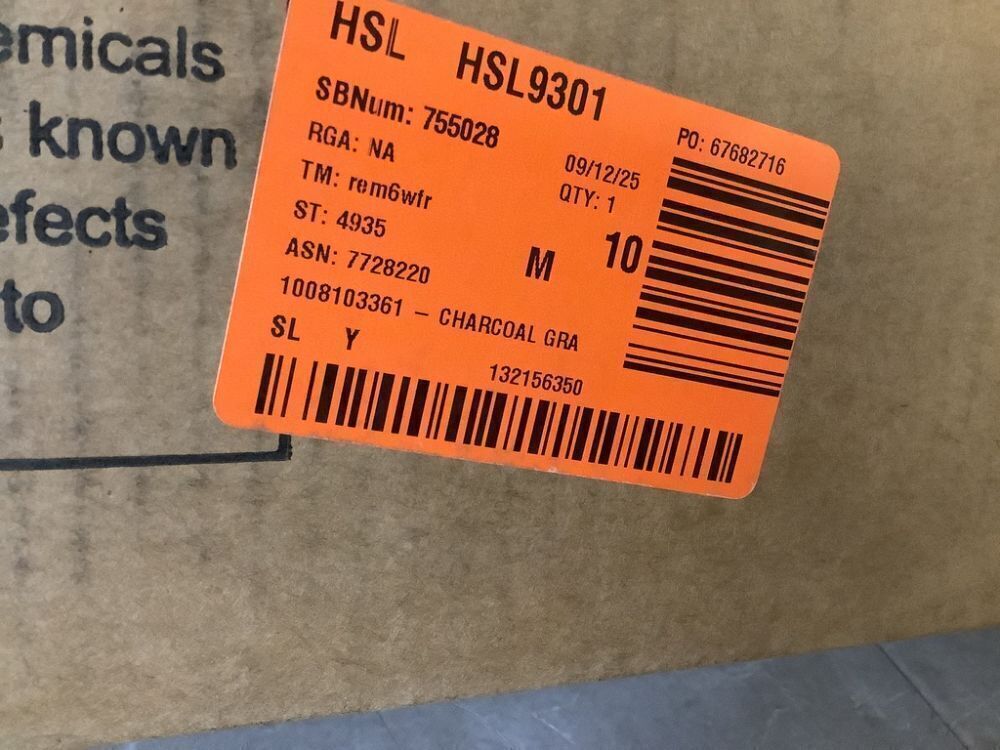 emicals
known
efects
to
HSL HSL9301
SBNum: 755028
RGA: NA
TM: rem6wfr
ST: 4935
ASN: 7728220
1008103361 – CHARCOAL GRA
SL Y
132156350
09/12/25
QTY: 1
M 10
PO: 67682716